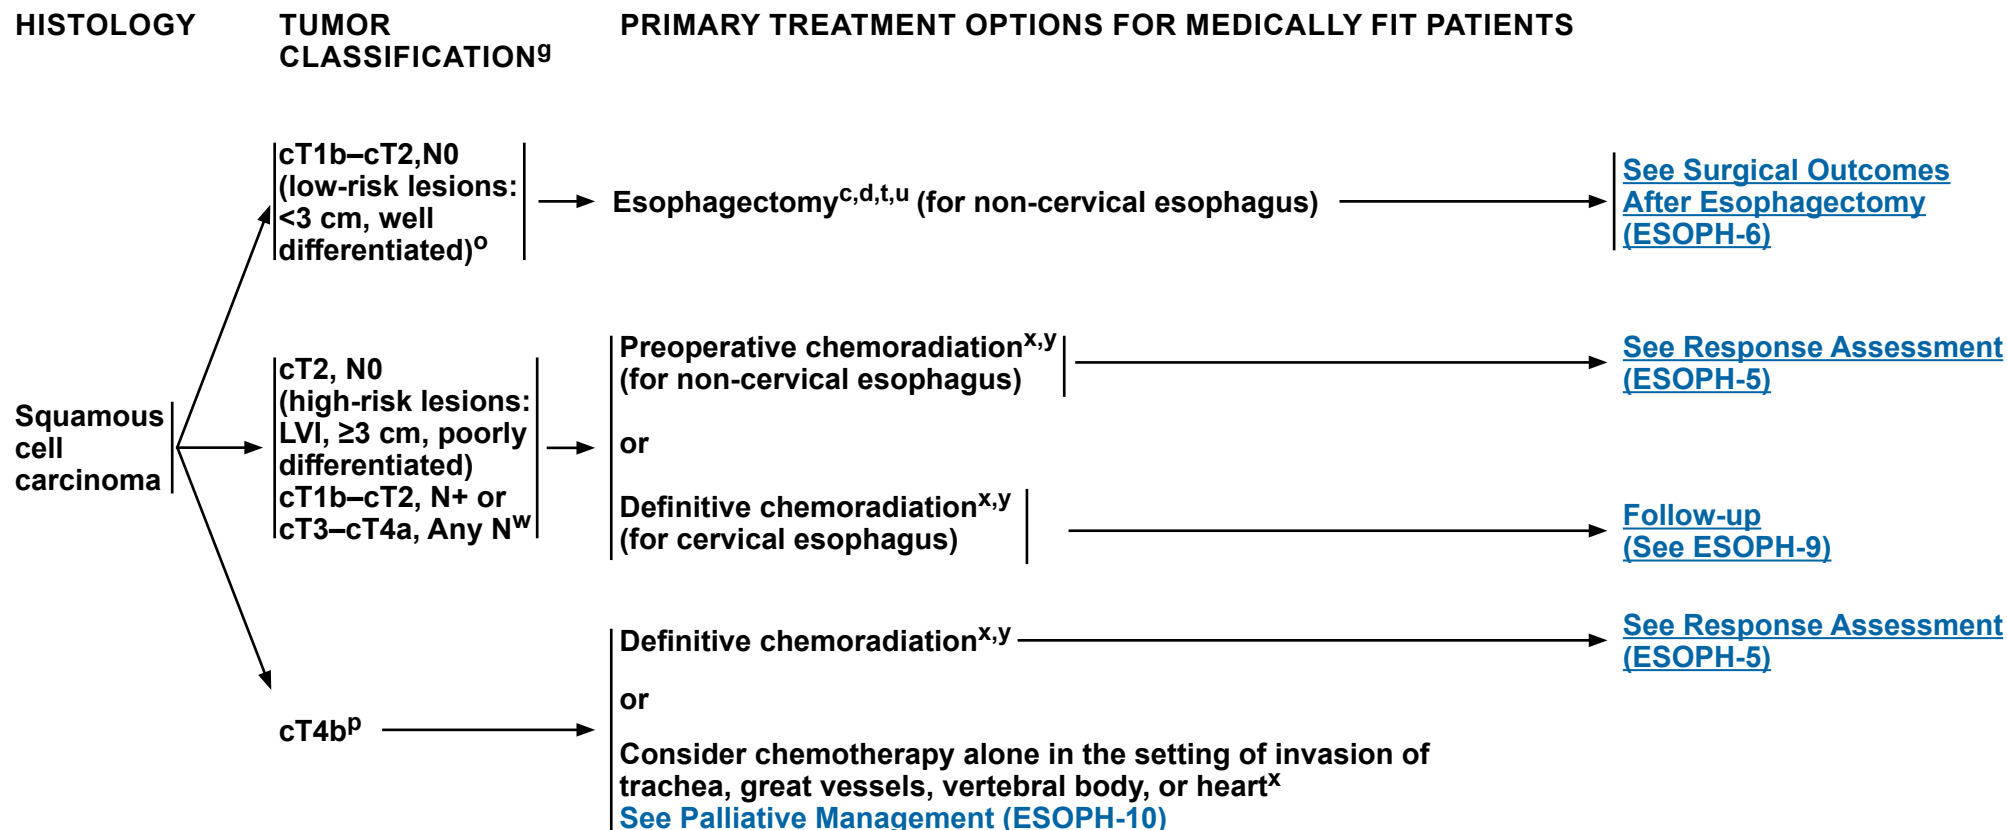 HISTOLOGY
TUMOR
CLASSIFICATIONg
PRIMARY TREATMENT OPTIONS FOR MEDICALLY FIT PATIENTS
Squamous
cell
carcinoma
cT1b–cT2,N0
(low-risk lesions:
<3 cm, well
differentiated)o
Esophagectomyc,d,t,u (for non-cervical esophagus)
See Surgical Outcomes
After Esophagectomy
(ESOPH-6)
cT2, N0
(high-risk lesions:
LVI, ≥3 cm, poorly
differentiated)
cT1b–cT2, N+ or
cT3–cT4a, Any Nw
Preoperative chemoradiationx,y
(for non-cervical esophagus)
See Response Assessment
(ESOPH-5)
or
Definitive chemoradiationx,y
(for cervical esophagus)
Follow-up
(See ESOPH-9)
cT4bp
Definitive chemoradiationx,y
See Response Assessment
(ESOPH-5)
or
Consider chemotherapy alone in the setting of invasion of
trachea, great vessels, vertebral body, or heartx
See Palliative Management (ESOPH-10)